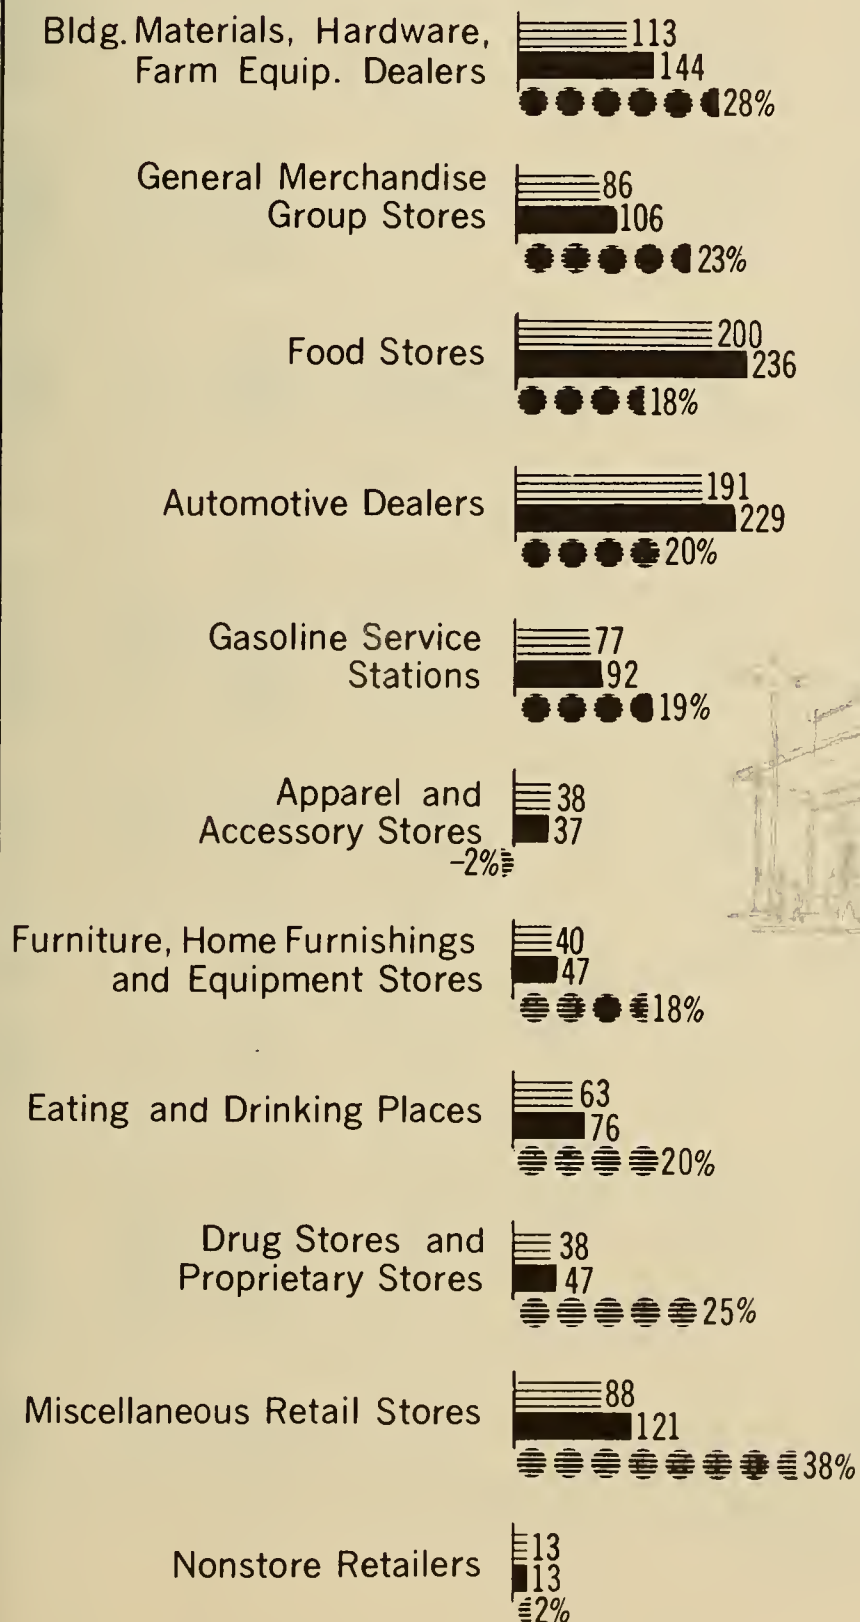 Bldg. Materials, Hardware,
Farm Equip. Dealers
113
144
28%
General Merchandise
Group Stores
86
106
23%
Food Stores
200
236
18%
Automotive Dealers
191
229
20%
Gasoline Service
Stations
77
92
19%
Apparel and
Accessory Stores
38
37
-2%
Furniture, Home Furnishings
and Equipment Stores
40
47
18%
Eating and Drinking Places
63
76
20%
Drug Stores and
Proprietary Stores
38
47
25%
Miscellaneous Retail Stores
88
121
38%
Nonstore Retailers
13
13
2%